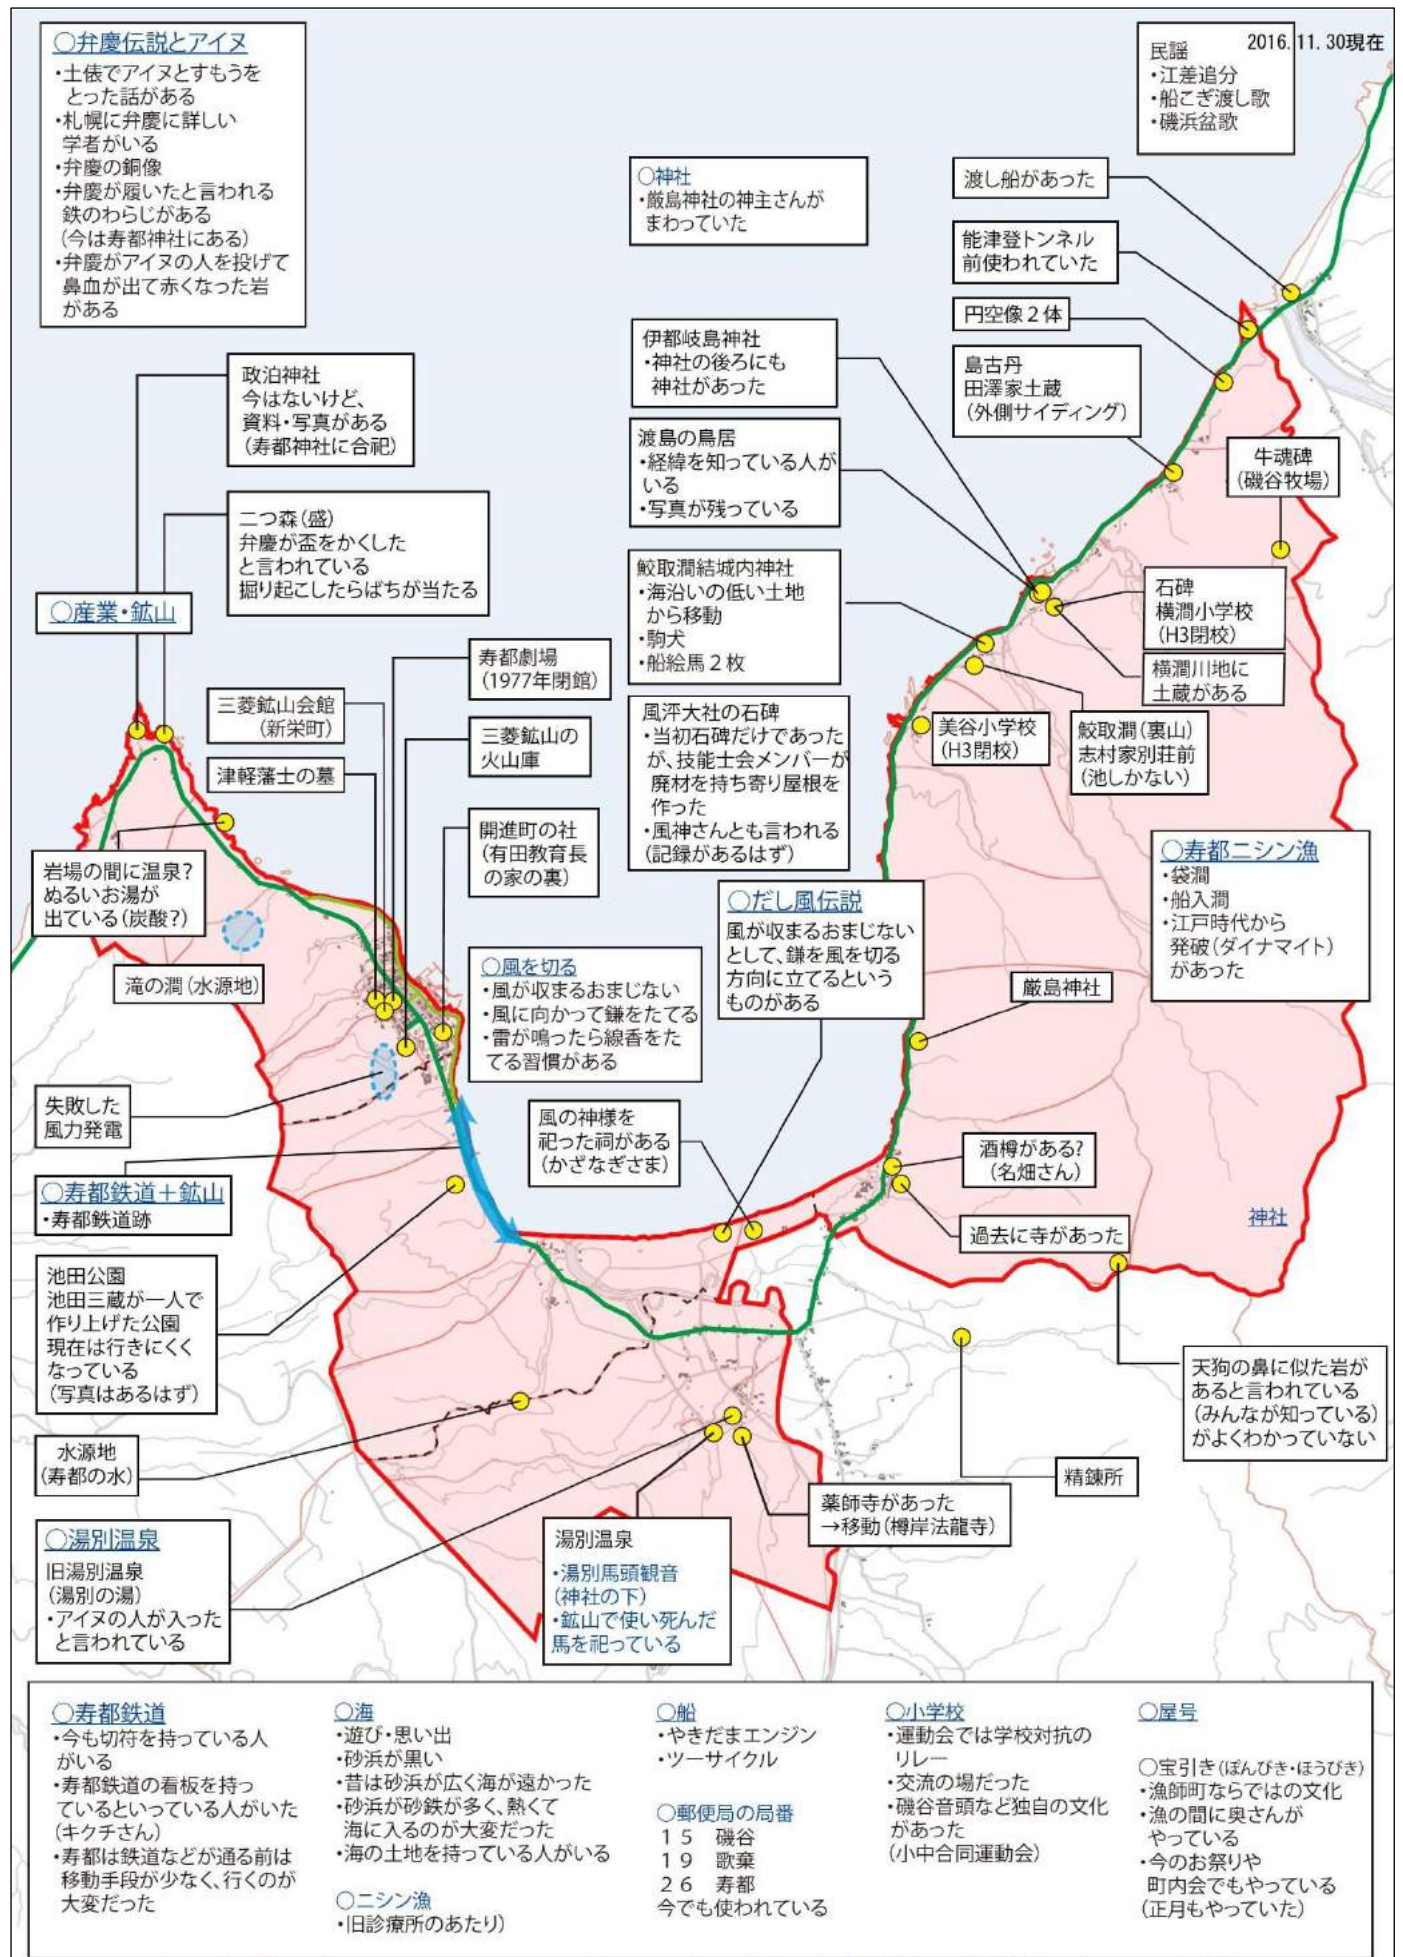 ○弁慶伝説とアイヌ
・土俵でアイヌとすもうを
とった話がある
・札幌に弁慶に詳しい
学者がいる
・弁慶の銅像
・弁慶が履いたと言われる
鉄のわらじがある
(今は寿都神社にある)
・弁慶がアイヌの人を投げて
鼻血が出て赤くなった岩
がある
2016.11.30現在
民謡
・江差追分
・船こぎ渡し歌
・磯浜盆歌
○神社
・厳島神社の神主さんが
まわっていた
渡し船があった
能津登トンネル
前使われていた
円空像2体
島古丹
田澤家土蔵
(外側サイディング)
牛魂碑
(磯谷牧場)
伊都岐島神社
・神社の後ろにも
神社があった
渡島の鳥居
・経緯を知っている人が
いる
・写真が残っている
政泊神社
今はないけど、
資料・写真がある
(寿都神社に合祀)
二つ森(盛)
弁慶が盃をかくした
と言われている
掘り起こしたらばちが当たる
○産業・鉱山
鮫取澗結城内神社
・海沿いの低い土地
から移動
・駒犬
・船絵馬2枚
石碑
横澗小学校
(H3閉校)
横澗川地に
土蔵がある
寿都劇場
(1977年閉館)
三菱鉱山会館
(新栄町)
三菱鉱山の
火山庫
津軽藩士の墓
開進町の社
(有田教育長
の家の裏)
風泙大社の石碑
・当初石碑だけであった
が、技能士会メンバーが
廃材を持ち寄り屋根を
作った
・風神さんとも言われる
(記録があるはず)
美谷小学校
(H3閉校)
鮫取澗(裏山)
志村家別荘前
(池しかない)
○寿都ニシン漁
・袋澗
・船入澗
・江戸時代から
発破(ダイナマイト)
があった
岩場の間に温泉?
ぬるいお湯が
出ている(炭酸?)
滝の澗(水源地)
○だし風伝説
風が収まるおまじない
として、鎌を風を切る
方向に立てるという
ものがある
○風を切る
・風が収まるおまじない
・風に向かって鎌をたてる
・雷が鳴ったら線香をた
てる習慣がある
厳島神社
失敗した
風力発電
風の神様を
祀った祠がある
(かざなぎさま)
酒樽がある?
(名畑さん)
過去に寺があった
神社
○寿都鉄道＋鉱山
・寿都鉄道跡
池田公園
池田三蔵が一人で
作り上げた公園
現在は行きにくく
なっている
(写真はあるはず)
天狗の鼻に似た岩が
あると言われている
(みんなが知っている)
がよくわかっていない
水源地
(寿都の水)
精錬所
薬師寺があった
→移動(樽岸法龍寺)
○湯別温泉
旧湯別温泉
(湯別の湯)
・アイヌの人が入った
と言われている
湯別温泉
・湯別馬頭観音
(神社の下)
・鉱山で使い死んだ
馬を祀っている
○寿都鉄道
・今も切符を持っている人
がいる
・寿都鉄道の看板を持っ
ているといっている人がいた
(キクチさん)
・寿都は鉄道などが通る前は
移動手段が少なく、行くのが
大変だった
○海
・遊び・思い出
・砂浜が黒い
・昔は砂浜が広く海が遠かった
・砂浜が砂鉄が多く、熱くて
海に入るのが大変だった
・海の土地を持っている人がいる
○ニシン漁
・旧診療所のあたり)
○船
・やきだまエンジン
・ツーサイクル
○郵便局の局番
15 磯谷
19 歌棄
26 寿都
今でも使われている
○小学校
・運動会では学校対抗の
リレー
・交流の場だった
・磯谷音頭など独自の文化
があった
(小中合同運動会)
○屋号
○宝引き(ぽんびき・ほうびき)
・漁師町ならではの文化
・漁の間に奥さんが
やっている
・今のお祭りや
町内会でもやっている
(正月もやっていた)